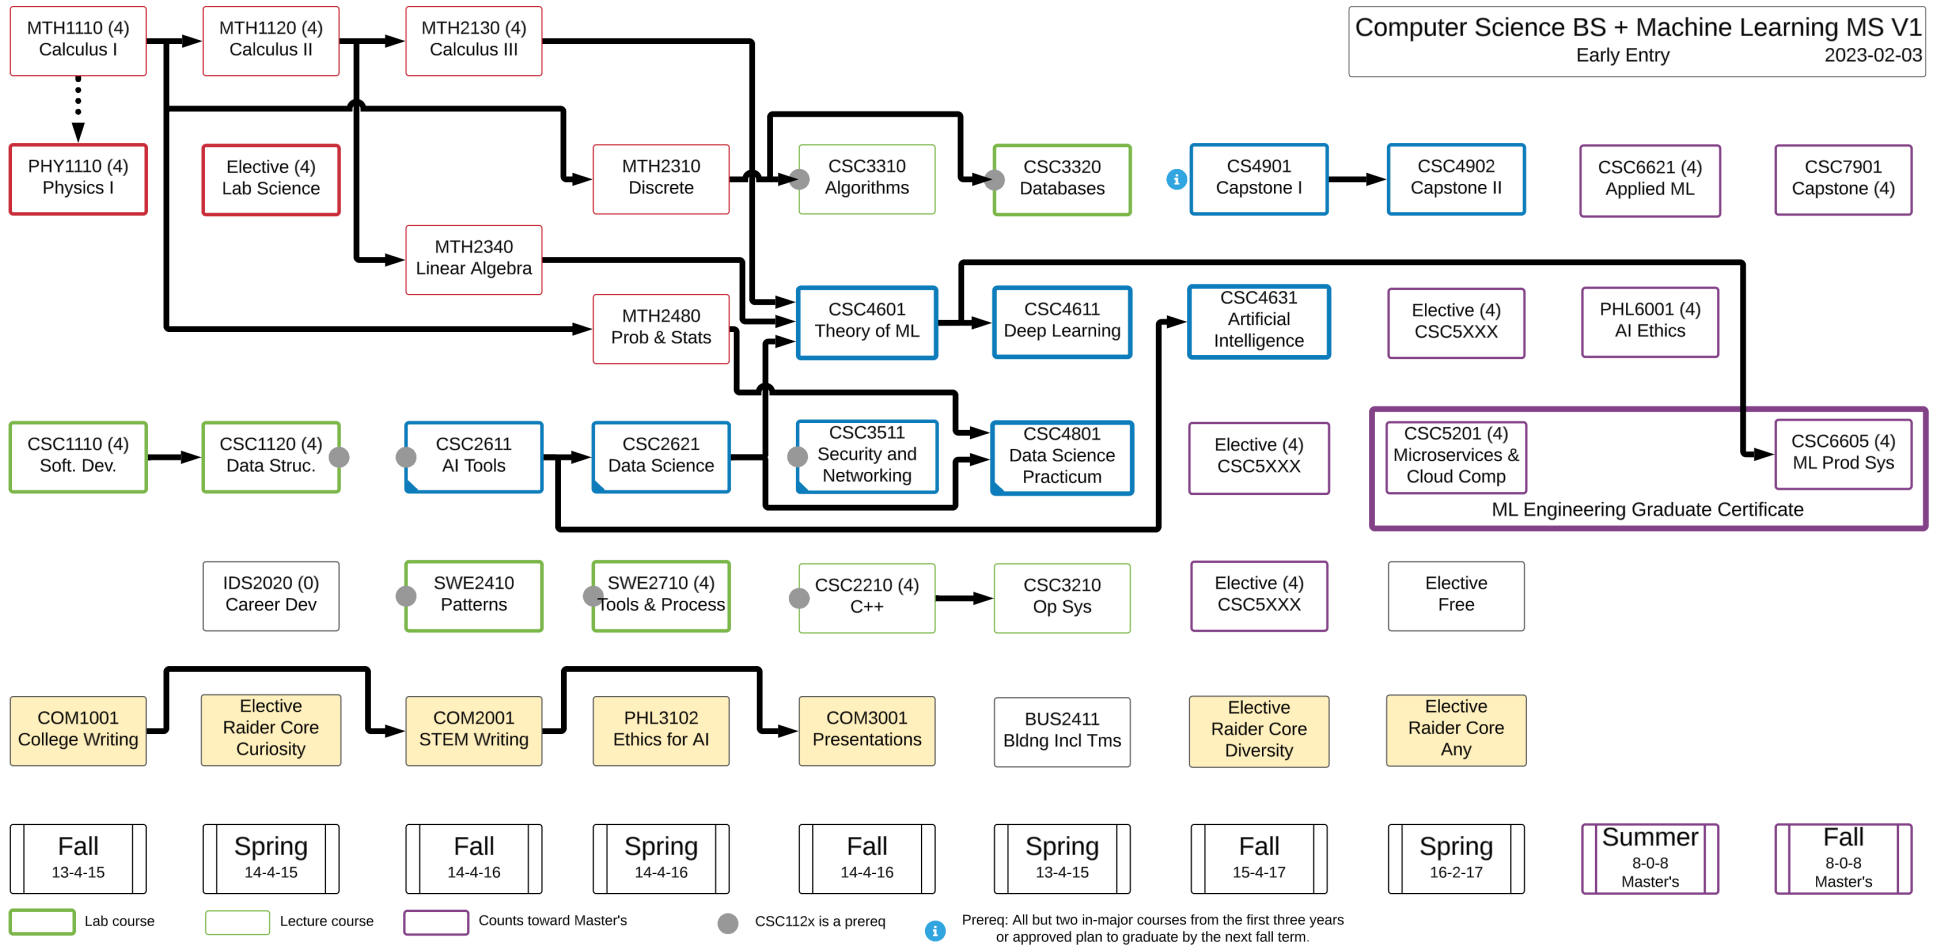 MTH1110 (4)
Calculus I
MTH1120 (4)
Calculus II
MTH2130 (4)
Calculus III
Computer Science BS + Machine Learning MS V1
Early Entry
2023-02-03
PHY1110 (4)
Physics I
Elective (4)
Lab Science
MTH2310
Discrete
CSC3310
Algorithms
CSC3320
Databases
i
CS4901
Capstone I
CSC4902
Capstone II
CSC6621 (4)
Applied ML
CSC7901
Capstone (4)
MTH2340
Linear Algebra
MTH2480
Prob & Stats
CSC4601
Theory of ML
CSC4611
Deep Learning
CSC4631
Artificial
Intelligence
Elective (4)
CSC5XXX
PHL6001 (4)
AI Ethics
CSC1110 (4)
Soft. Dev.
CSC1120 (4)
Data Struc.
CSC2611
AI Tools
CSC2621
Data Science
CSC3511
Security and
Networking
CSC4801
Data Science
Practicum
Elective (4)
CSC5XXX
CSC5201 (4)
Microservices &
Cloud Comp
CSC6605 (4)
ML Prod Sys
ML Engineering Graduate Certificate
IDS2020 (0)
Career Dev
SWE2410
Patterns
SWE2710 (4)
Tools & Process
CSC2210 (4)
C++
CSC3210
Op Sys
Elective (4)
CSC5XXX
Elective
Free
COM1001
College Writing
Elective
Raider Core
Curiosity
COM2001
STEM Writing
PHL3102
Ethics for AI
COM3001
Presentations
BUS2411
Bldng Incl Tms
Elective
Raider Core
Diversity
Elective
Raider Core
Any
Fall
13-4-15
Spring
14-4-15
Fall
14-4-16
Spring
14-4-16
Fall
14-4-16
Spring
13-4-15
Fall
15-4-17
Spring
16-2-17
Summer
8-0-8
Master's
Fall
8-0-8
Master's
Lab course
Lecture course
Counts toward Master's
CSC112x is a prereq
i
Prereq: All but two in-major courses from the first three years
or approved plan to graduate by the next fall term.